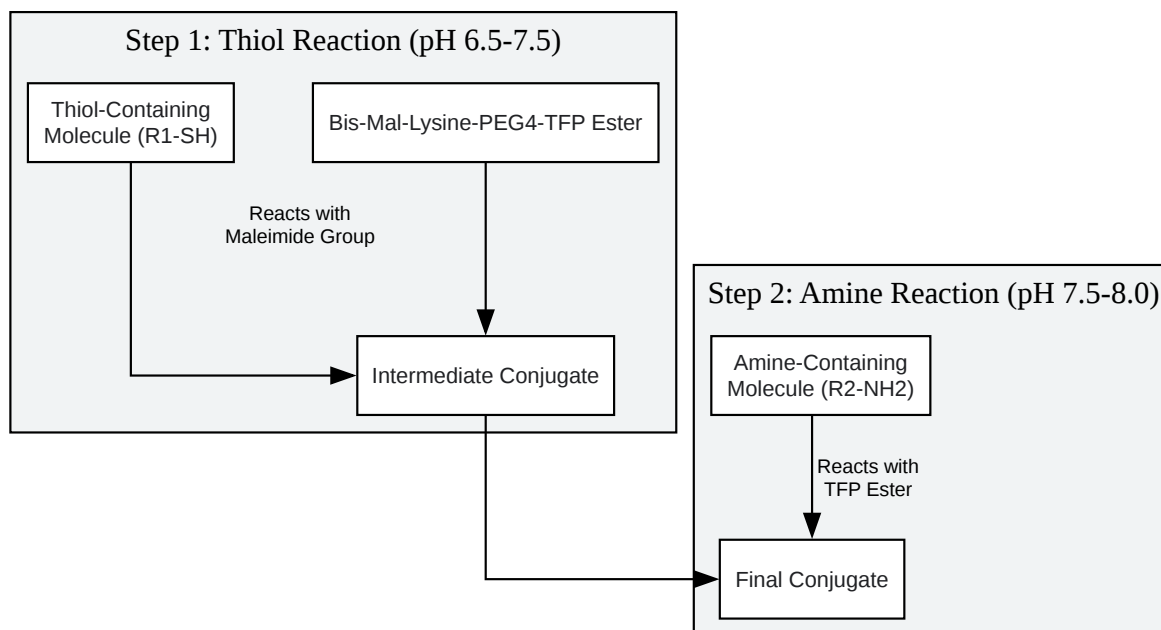 Step 1: Thiol Reaction (pH 6.5-7.5)
Thiol-Containing
Molecule (R1-SH)
Bis-Mal-Lysine-PEG4-TFP Ester
Reacts with
Maleimide Group
Intermediate Conjugate
Step 2: Amine Reaction (pH 7.5-8.0)
Amine-Containing
Molecule (R2-NH2)
Reacts with
TFP Ester
Final Conjugate